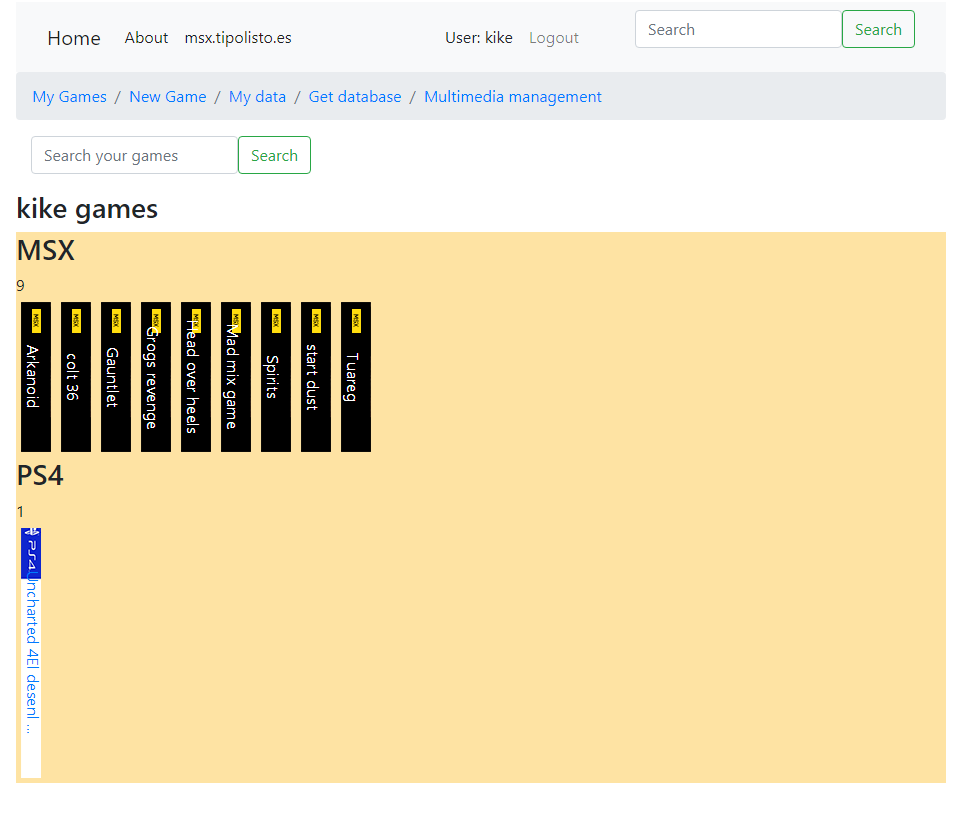 Home About msx.tipolisto.es User: kike Logout Search Search
My Games / New Game / My data / Get database / Multimedia management
Search your games Search
kike games
MSX
9
MSX Arkanoid
MSX colt 36
MSX Gauntlet
MSX Grogs revenge
MSX Head over heels
MSX Mad mix game
MSX Spirits
MSX start dust
MSX Tuareg
PS4
1
PS4 Uncharted 4El desenl ...